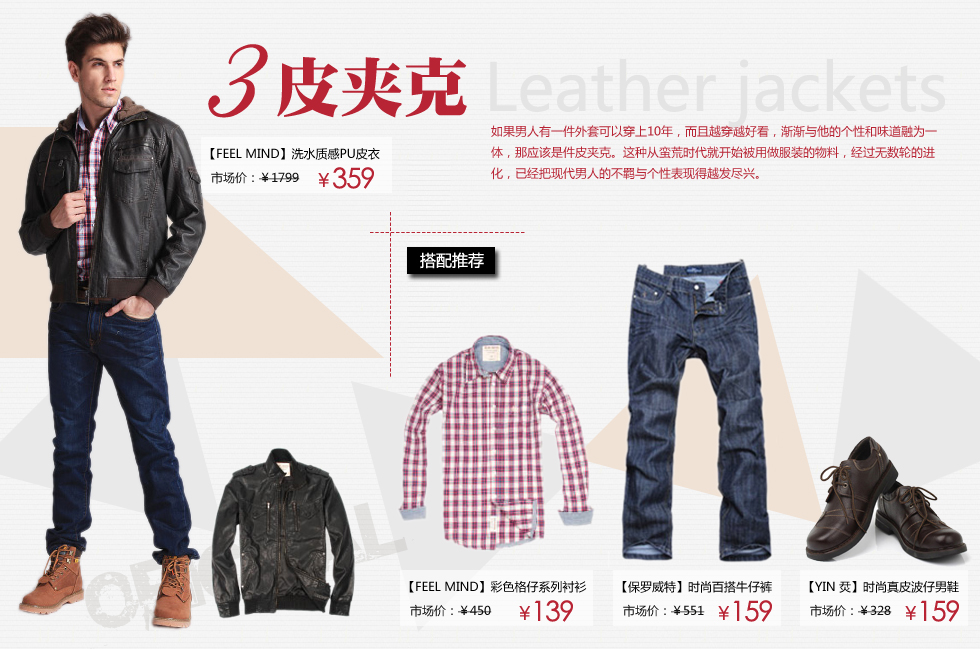 3 皮夹克
Leather jackets
如果男人有一件外套可以穿上10年，而且越穿越好看，渐渐与他的个性和味道融为一
体，那应该是件皮夹克。这种从蛮荒时代就开始被用做服装的物料，经过无数轮的进
化，已经把现代男人的不羁与个性表现得越发尽兴。
【FEEL MIND】洗水质感PU皮衣
市场价：￥1799 ￥359
搭配推荐
【FEEL MIND】彩色格仔系列衬衫
市场价：￥450 ￥139
【保罗威特】时尚百搭牛仔裤
市场价：￥551 ￥159
【YIN 烎】时尚真皮波仔男鞋
市场价：￥328 ￥159